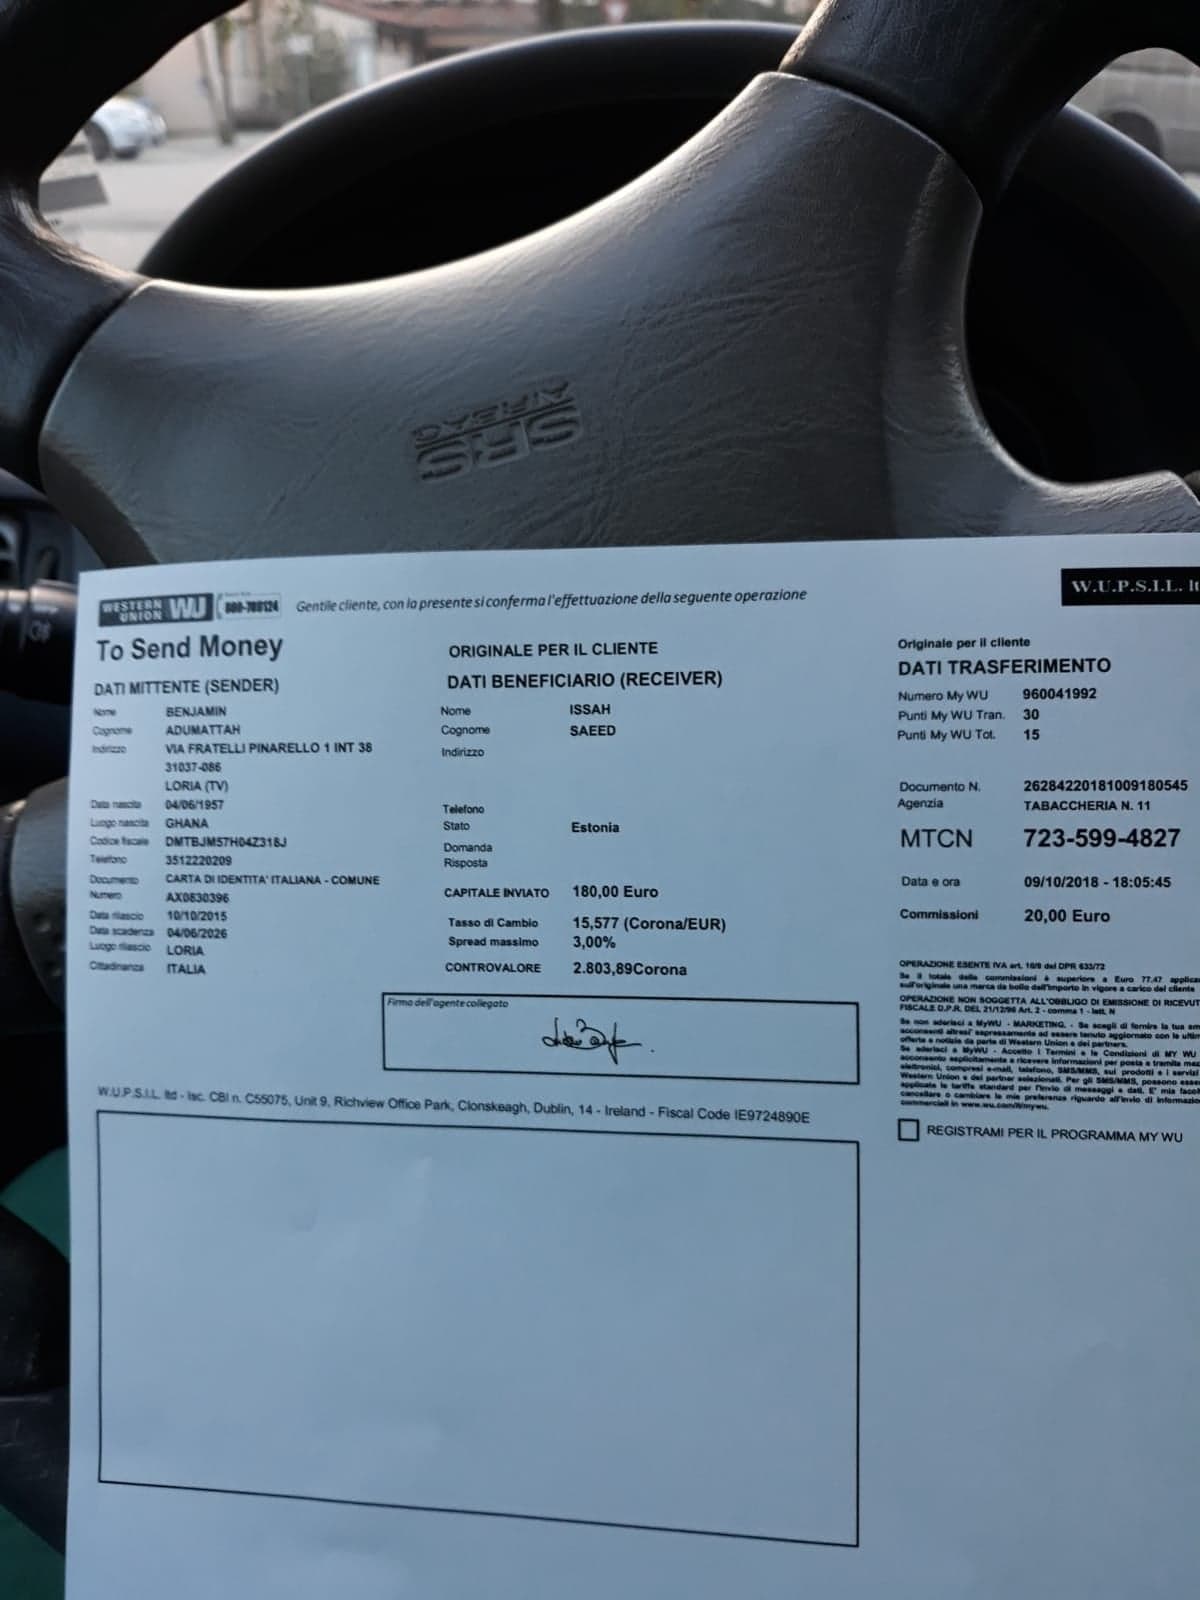 SRS
AIRBAG
WESTERN UNION WU 800-788124 Gentile cliente, con la presente si conferma l'effettuazione della seguente operazione
W.U.P.S.I.L.
To Send Money
DATI MITTENTE (SENDER)
Nome BENJAMIN
Cognome ADUMATTAH
Indirizzo VIA FRATELLI PINARELLO 1 INT 38
31037-086
LORIA (TV)
Data nascita 04/06/1957
Luogo nascita GHANA
Codice fiscale DMTBJM57H04Z318J
Telefono 3512220209
Documento CARTA DI IDENTITA' ITALIANA - COMUNE
Numero AX0830396
Data rilascio 10/10/2015
Data scadenza 04/06/2026
Luogo rilascio LORIA
Cittadinanza ITALIA
ORIGINALE PER IL CLIENTE
DATI BENEFICIARIO (RECEIVER)
Nome ISSAH
Cognome SAEED
Indirizzo
Telefono
Stato Estonia
Domanda
Risposta
CAPITALE INVIATO 180,00 Euro
Tasso di Cambio 15,577 (Corona/EUR)
Spread massimo 3,00%
CONTROVALORE 2.803,89Corona
Firma dell'agente collegato
Originale per il cliente
DATI TRASFERIMENTO
Numero My WU 960041992
Punti My WU Tran. 30
Punti My WU Tot. 15
Documento N. 26284220181009180545
Agenzia TABACCHERIA N. 11
MTCN 723-599-4827
Data e ora 09/10/2018 - 18:05:45
Commissioni 20,00 Euro
OPERAZIONE ESENTE IVA art. 10/9 del DPR 633/72
Se il totale delle commissioni è superiore a Euro 77.47
sull'originale una marca da bollo dell'importo in vigore a carico del cliente
OPERAZIONE NON SOGGETTA ALL'OBBLIGO DI EMISSIONE DI
FISCALE D.P.R. DEL 21/12/96 Art. 2 - comma 1 - lett. N
Se non aderisci a MyWU - MARKETING. - Se scegli di fornire la tua
acconsenti altresì espressamente ad essere tenuto aggiornato con le
offerte e notizie da parte di Western Union e dei partners.
Se aderisci a MyWU - Accetto i Termini e le Condizioni di MY WU
acconsento esplicitamente a ricevere informazioni per posta e tramite
elettronici, compresi e-mail, telefono, SMS/MMS, sui prodotti e i servizi
Western Union e dei partner selezionati. Per gli SMS/MMS, possono
applicate le tariffe standard per l'invio di messaggi e dati. E' mia
cancellare o cambiare le mie preferenze riguardo all'invio di
commerciali in www.wu.com/it/mywu.
REGISTRAMI PER IL PROGRAMMA MY WU
W.U.P.S.I.L. ltd - Isc. CBI n. C55075, Unit 9, Richview Office Park, Clonskeagh, Dublin, 14 - Ireland - Fiscal Code IE9724890E